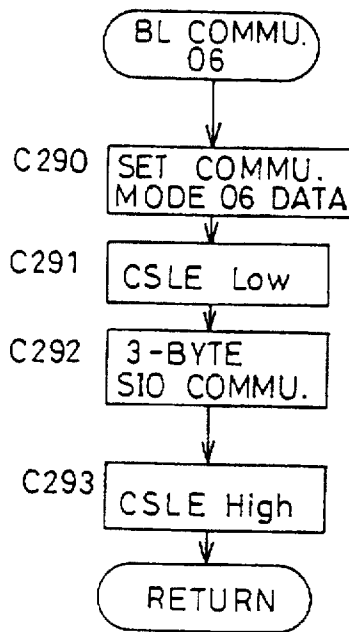 BL COMMU.
06
C290
SET COMMU.
MODE 06 DATA
C291
CSLE Low
C292
3-BYTE
SIO COMMU.
C293
CSLE High
RETURN